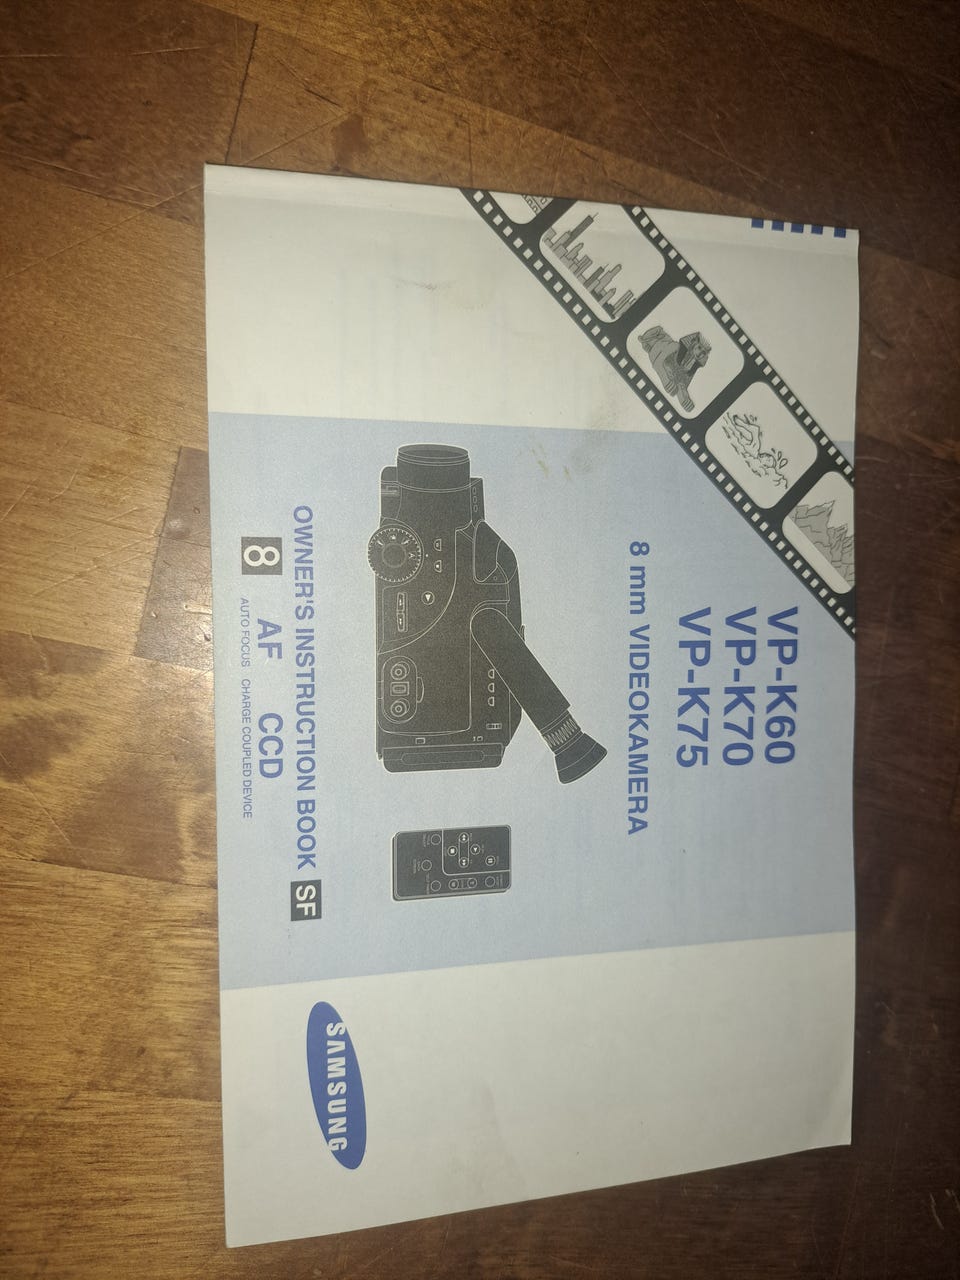 VP-K60
VP-K70
VP-K75
8 mm VIDEOKAMERA
OWNER'S INSTRUCTION BOOK SF
8 AF CCD
AUTO FOCUS CHARGE COUPLED DEVICE
SAMSUNG